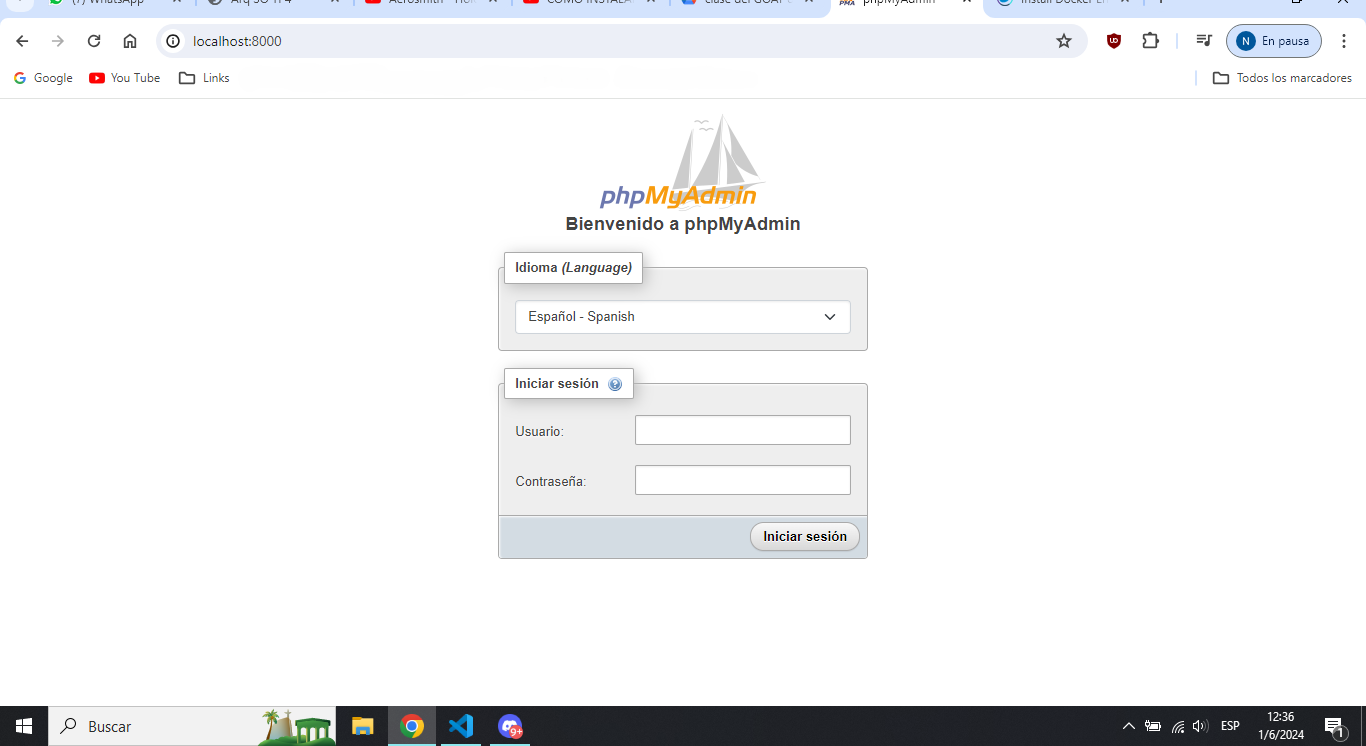 (7) WhatsApp
Arq SO TP4
Aerosmith -
COMO INSTALA
clase del GOAT
phpMyAdmin
Install Docker En
localhost:8000
N En pausa
Google
You Tube
Links
Todos los marcadores
phpMyAdmin
Bienvenido a phpMyAdmin
Idioma (Language)
Español - Spanish
Iniciar sesión
Usuario:
Contraseña:
Iniciar sesión
Buscar
9+
ESP
12:36
1/6/2024
1